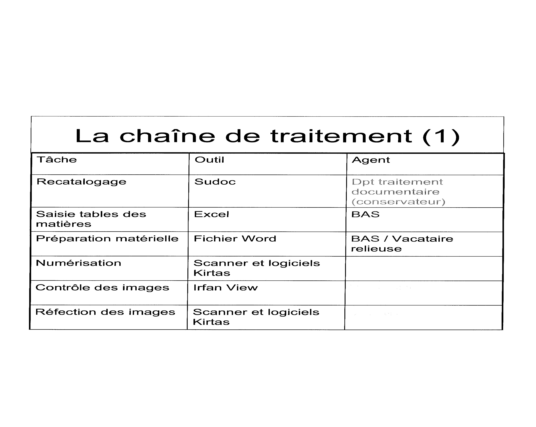 La chaîne de traitement (1)
Tâche Outil Agent
Recatalogage Sudoc Dpt traitement
documentaire
(conservateur)
Saisie tables des Excel BAS
matières
Préparation matérielle Fichier Word BAS / Vacataire
relieuse
Numérisation Scanner et logiciels
Kirtas
Contrôle des images Irfan View
Réfection des images Scanner et logiciels
Kirtas